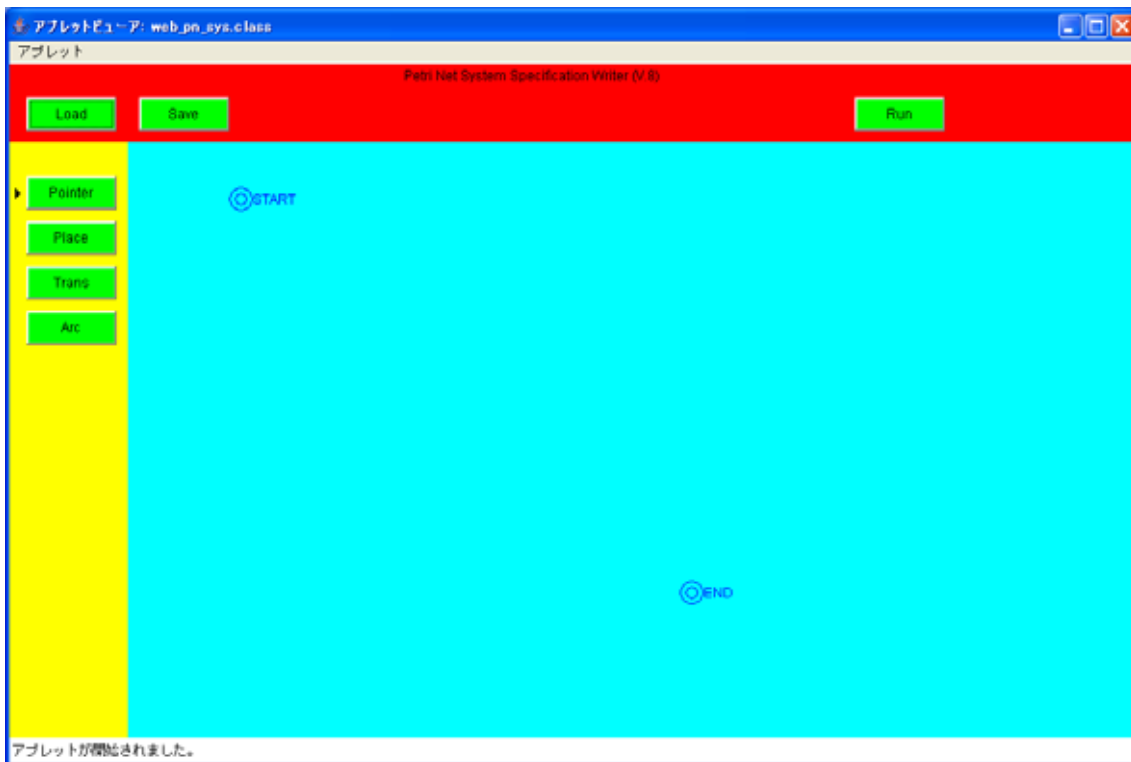 アプレットビューア: web_pn_sys.class
アプレット
Petri Net System Specification Writer (V.8)
Load
Save
Run
Pointer
START
Place
Trans
Arc
END
アプレットが開始されました。